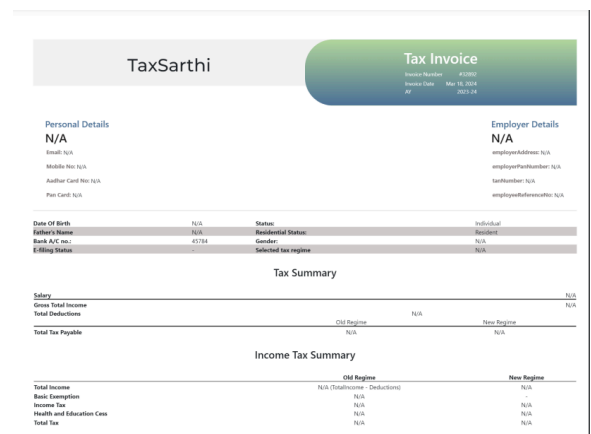 TaxSarthi
Tax Invoice
Invoice Number
Invoice Date Mar 10, 2024
AY 2023-24
Personal Details
N/A
Email: N/A
Mobile No: N/A
Aadhar Card No: N/A
Pan Card: N/A
Employer Details
N/A
employerAddress: N/A
employerPanNumber: N/A
tanNumber: N/A
employeeReferenceNo: N/A
Date Of Birth N/A Status: Individual
Father's Name N/A Residential Status: Resident
Bank A/C no.: 45784 Gender: N/A
E-filing Status - Selected tax regime N/A
Tax Summary
Salary N/A
Gross Total Income N/A
Total Deductions N/A
Old Regime New Regime
Total Tax Payable N/A N/A
Income Tax Summary
Old Regime New Regime
Total Income N/A (TotalIncome - Deductions) N/A
Basic Exemption N/A -
Income Tax N/A N/A
Health and Education Cess N/A N/A
Total Tax N/A N/A